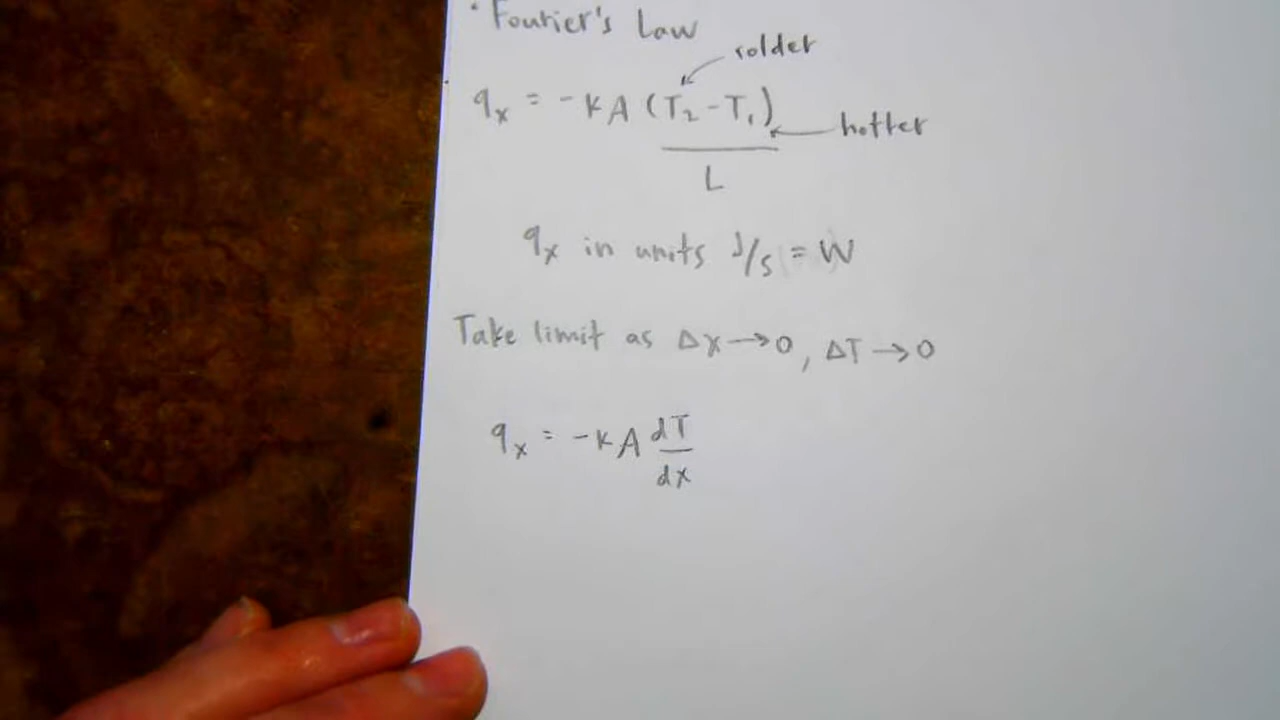 · Fourier's Law
colder
qₓ = -kA (T₂ - T₁)
hotter
L
qₓ in units J/s = W
Take limit as Δx → 0, ΔT → 0
qₓ = -kA dT
dx